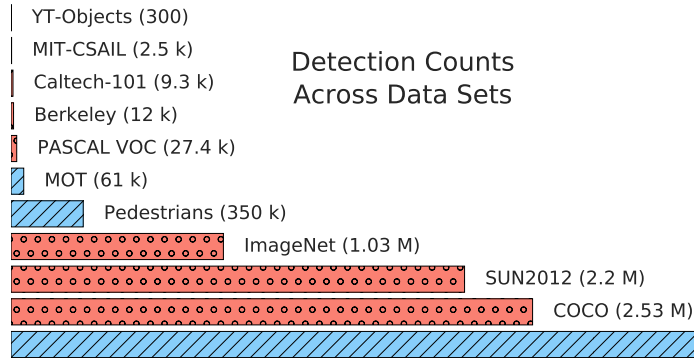 YT-Objects (300)
MIT-CSAIL (2.5 k)
Detection Counts
Across Data Sets
Caltech-101 (9.3 k)
Berkeley (12 k)
PASCAL VOC (27.4 k)
MOT (61 k)
Pedestrians (350 k)
ImageNet (1.03 M)
SUN2012 (2.2 M)
COCO (2.53 M)